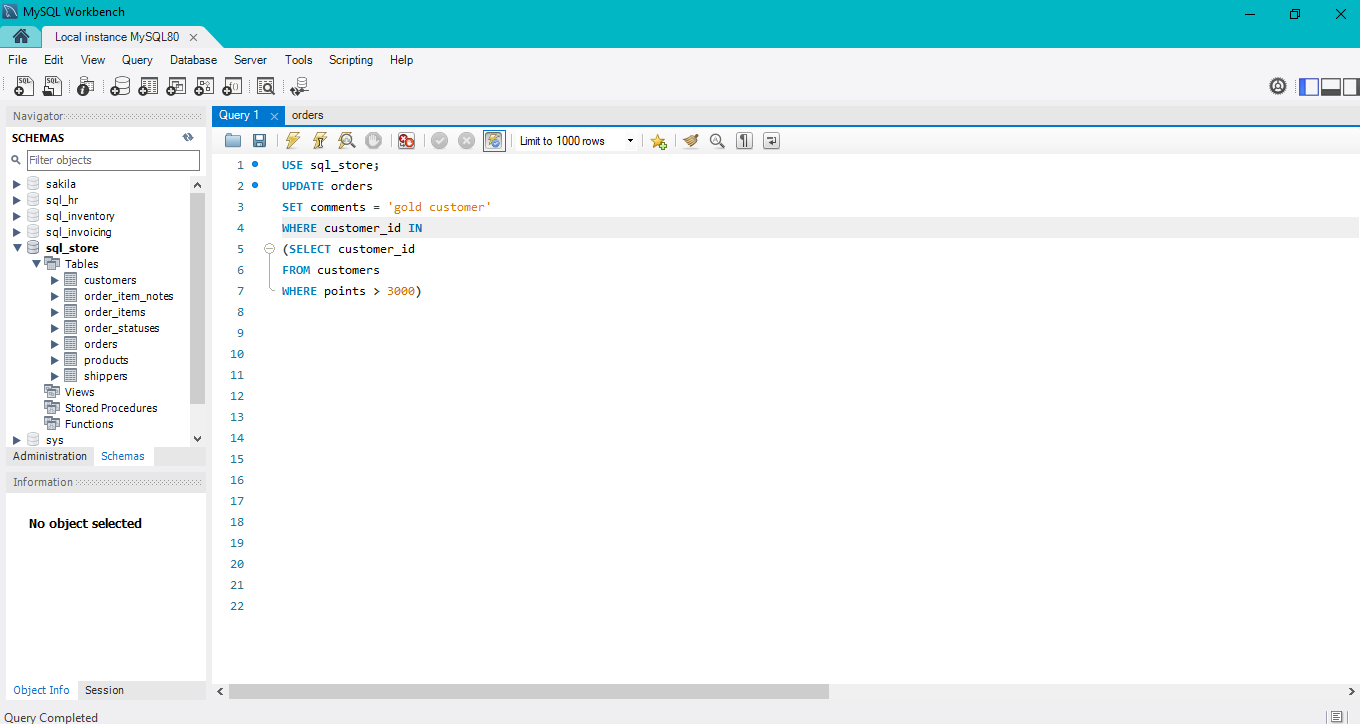 MySQL Workbench
Local instance MySQL80
File Edit View Query Database Server Tools Scripting Help
Navigator
SCHEMAS
Filter objects
sakila
sql_hr
sql_inventory
sql_invoicing
sql_store
Tables
customers
order_item_notes
order_items
order_statuses
orders
products
shippers
Views
Stored Procedures
Functions
sys
Administration Schemas
Information
No object selected
Object Info Session
Query 1 orders
Limit to 1000 rows
1 USE sql_store;
2 UPDATE orders
3 SET comments = 'gold customer'
4 WHERE customer_id IN
5 (SELECT customer_id
6 FROM customers
7 WHERE points > 3000)
8
9
10
11
12
13
14
15
16
17
18
19
20
21
22
Query Completed